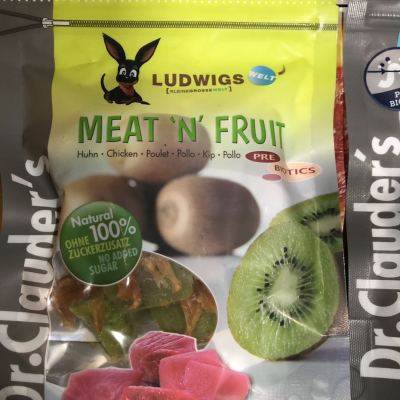 LUDWIGS WELT
[KLEINEGROSSEWELT]
MEAT 'N' FRUIT
Huhn · Chicken · Poulet · Pollo · Kip · Pollo
PRE
BIOTICS
Natural
100%
OHNE
ZUCKERZUSATZ
NO ADDED
SUGAR
Dr.Clauder's
Dr.Clauder's